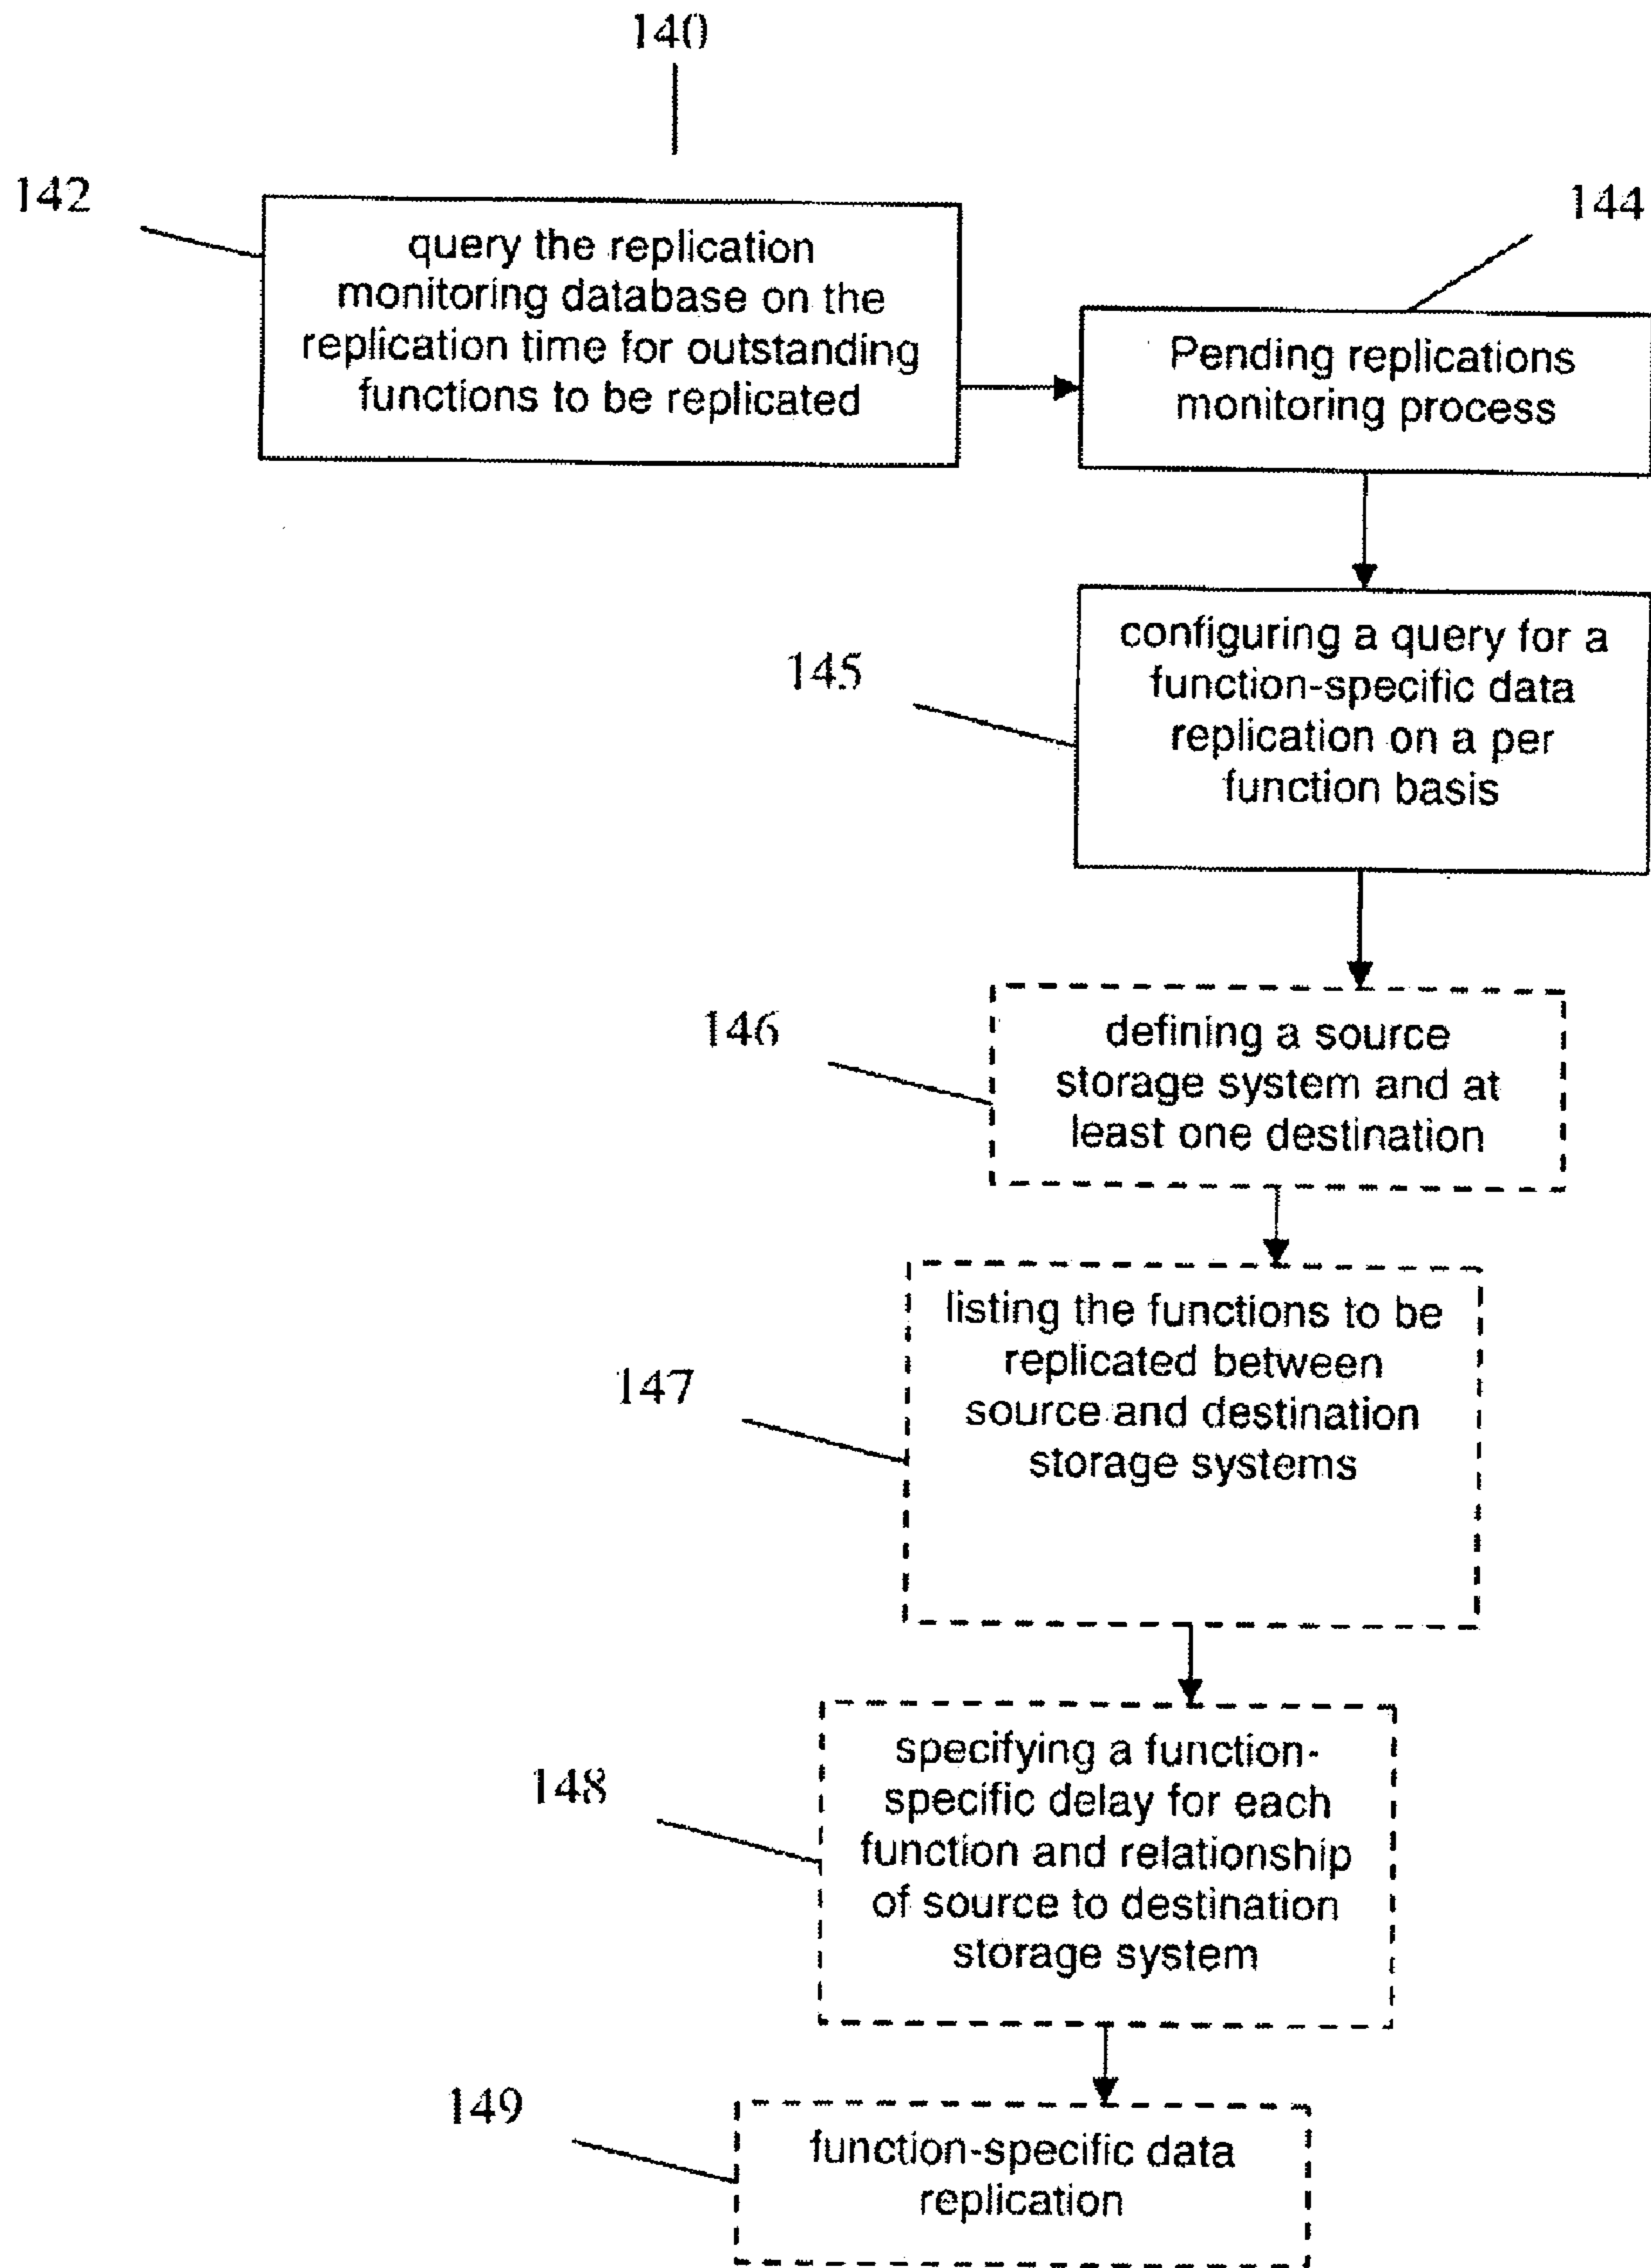 140
142
query the replication
monitoring database on the
replication time for outstanding
functions to be replicated
144
Pending replications
monitoring process
145
configuring a query for a
function-specific data
replication on a per
function basis
146
defining a source
storage system and at
least one destination
147
listing the functions to be
replicated between
source and destination
storage systems
148
specifying a function-
specific delay for each
function and relationship
of source to destination
storage system
149
function-specific data
replication